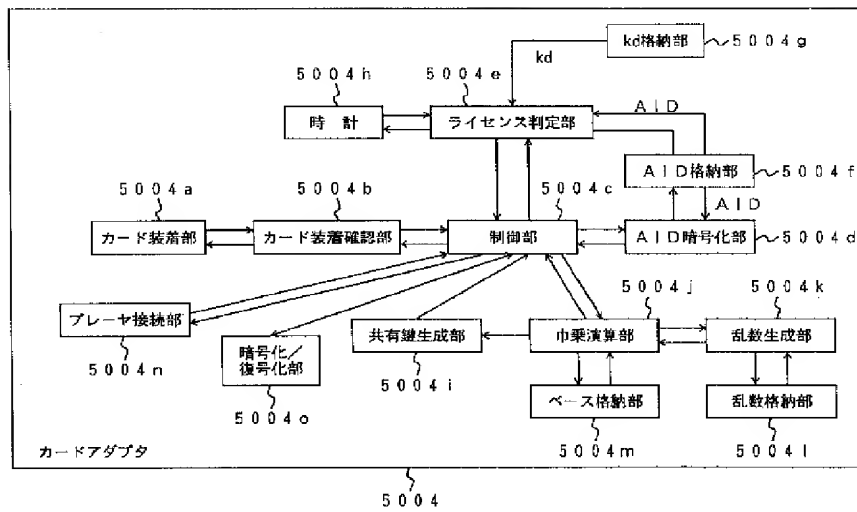 kd格納部
5004g
kd
5004h
5004e
AID
時 計
ライセンス判定部
AID格納部
5004f
5004a
5004b
5004c
AID
カード装着部
カード装着確認部
制御部
AID暗号化部
5004d
5004j
5004k
プレーヤ接続部
共有鍵生成部
巾乗演算部
乱数生成部
暗号化/
復号化部
5004n
5004i
5004o
ベース格納部
乱数格納部
カードアダプタ
5004m
5004l
5004